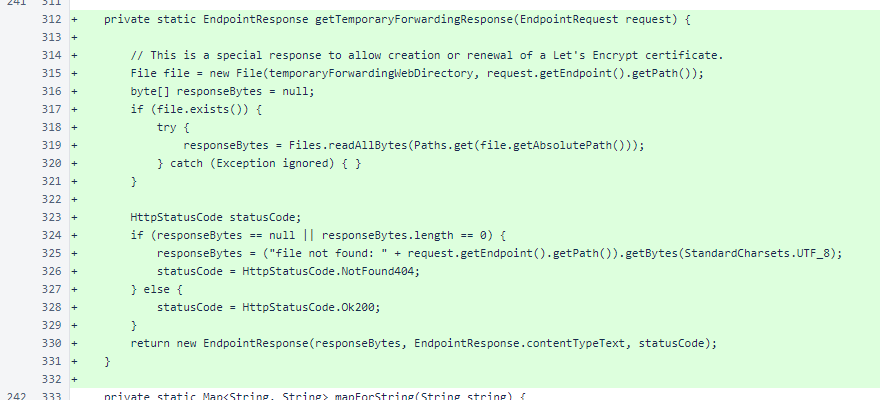 241 311
312 + private static EndpointResponse getTemporaryForwardingResponse(EndpointRequest request) {
313 +
314 + // This is a special response to allow creation or renewal of a Let's Encrypt certificate.
315 + File file = new File(temporaryForwardingWebDirectory, request.getEndpoint().getPath());
316 + byte[] responseBytes = null;
317 + if (file.exists()) {
318 + try {
319 + responseBytes = Files.readAllBytes(Paths.get(file.getAbsolutePath()));
320 + } catch (Exception ignored) { }
321 + }
322 +
323 + HttpStatusCode statusCode;
324 + if (responseBytes == null || responseBytes.length == 0) {
325 + responseBytes = ("file not found: " + request.getEndpoint().getPath()).getBytes(StandardCharsets.UTF_8);
326 + statusCode = HttpStatusCode.NotFound404;
327 + } else {
328 + statusCode = HttpStatusCode.Ok200;
329 + }
330 + return new EndpointResponse(responseBytes, EndpointResponse.contentTypeText, statusCode);
331 + }
332 +
242 333 private static Map<String, String> mapForString(String string) {